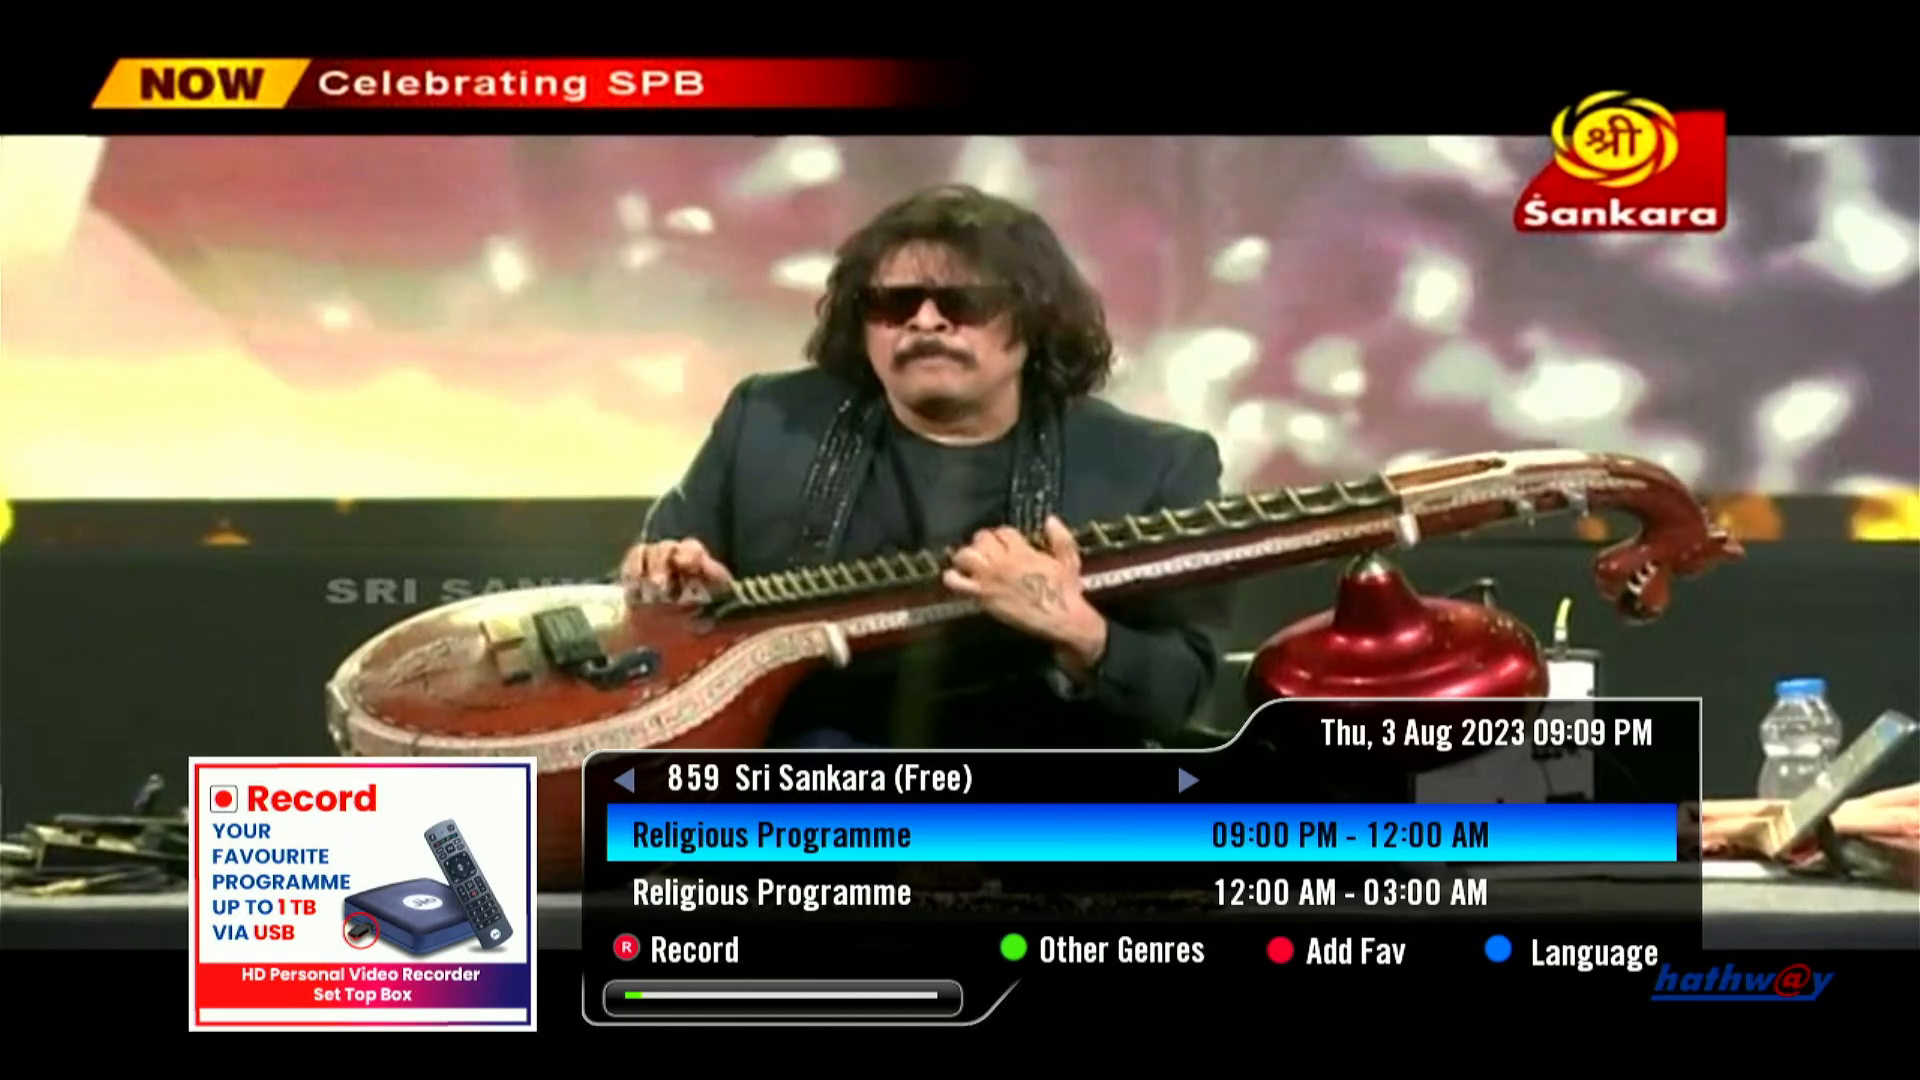 NOW Celebrating SPB
श्री
Śankara
SRI SANKARA
Thu, 3 Aug 2023 09:09 PM
859 Sri Sankara (Free)
Religious Programme 09:00 PM - 12:00 AM
Religious Programme 12:00 AM - 03:00 AM
R Record Other Genres Add Fav Language
hathw@y
Record
YOUR
FAVOURITE
PROGRAMME
UP TO 1 TB
VIA USB
Jio
HD Personal Video Recorder
Set Top Box